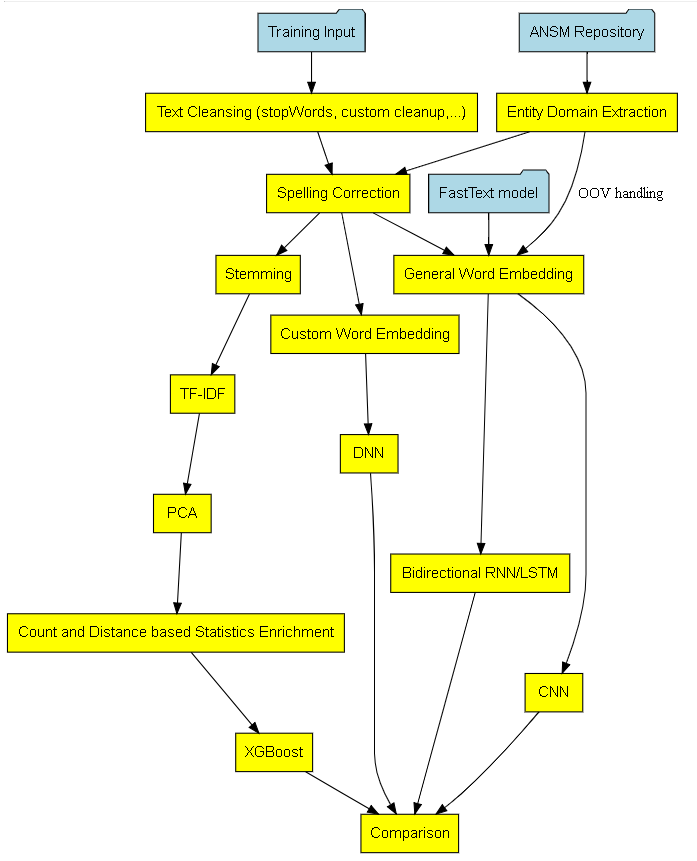 Training Input
ANSM Repository
Text Cleansing (stopWords, custom cleanup,...)
Entity Domain Extraction
Spelling Correction
FastText model
OOV handling
Stemming
General Word Embedding
Custom Word Embedding
TF-IDF
DNN
PCA
Bidirectional RNN/LSTM
Count and Distance based Statistics Enrichment
CNN
XGBoost
Comparison